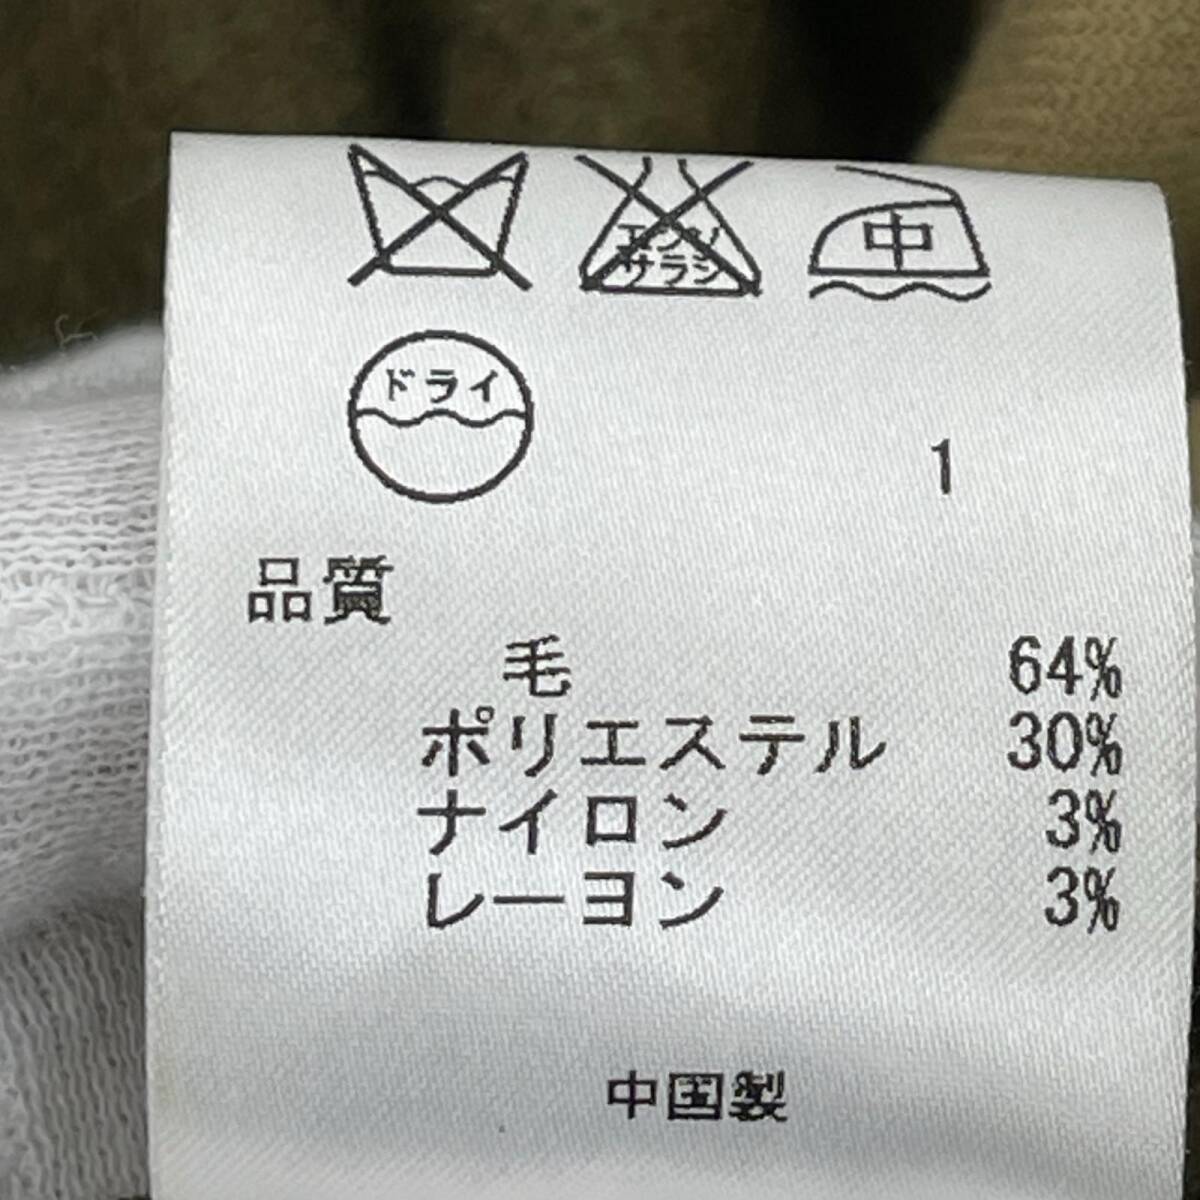 エンソ
サラシ
中
ドライ
1
品質
毛 64%
ポリエステル 30%
ナイロン 3%
レーヨン 3%
中国製